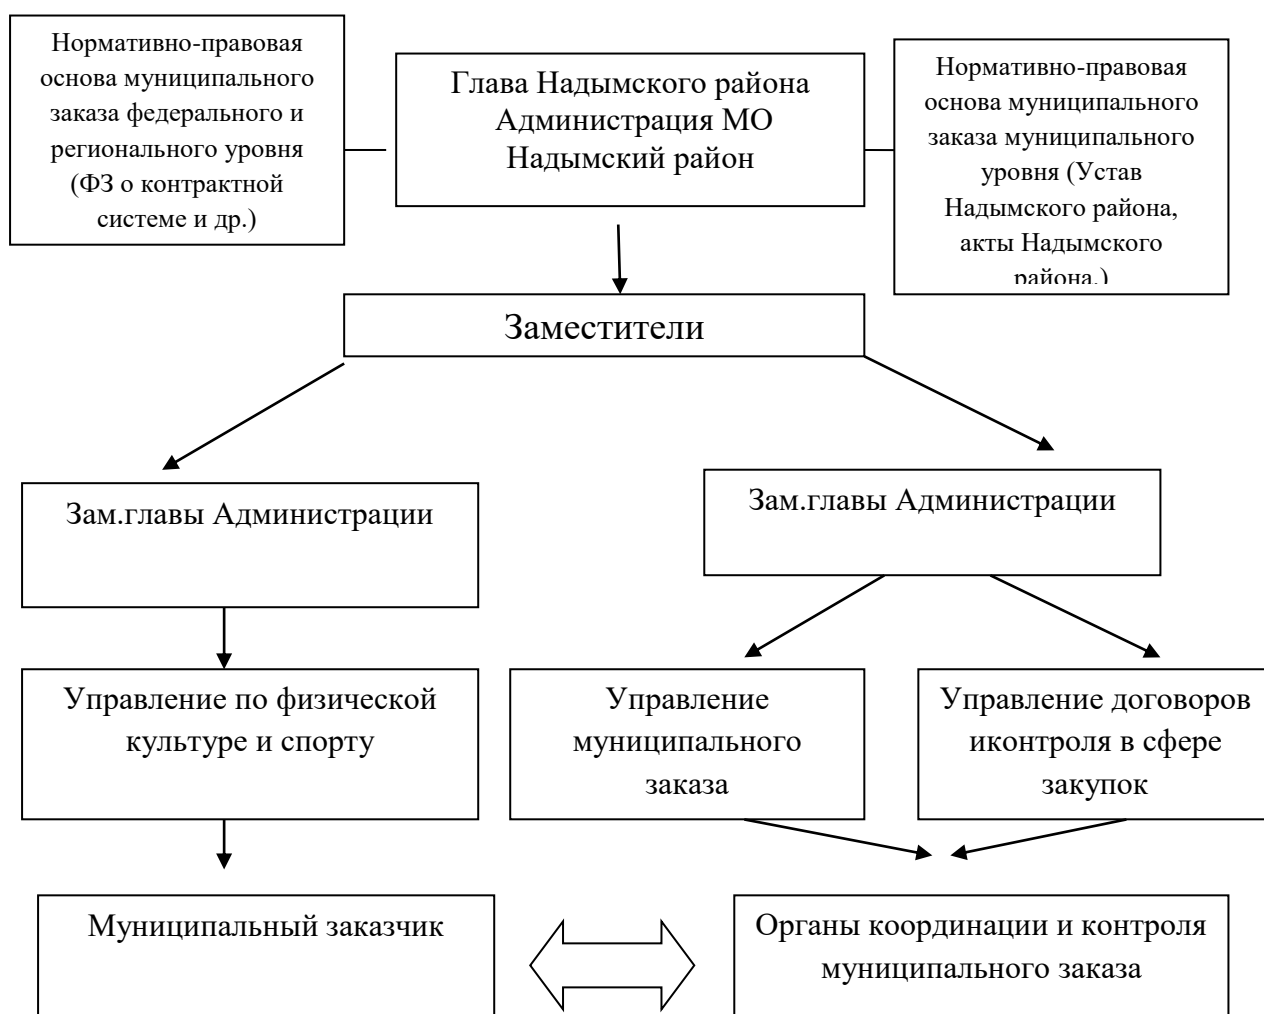 Нормативно-правовая
основа муниципального
заказа федерального и
регионального уровня
(ФЗ о контрактной
системе и др.)
Глава Надымского района
Администрация МО
Надымский район
Нормативно-правовая
основа муниципального
заказа муниципального
уровня (Устав
Надымского района,
акты Надымского
района.)
Заместители
Зам.главы Администрации
Зам.главы Администрации
Управление по физической
культуре и спорту
Управление
муниципального
заказа
Управление договоров
иконтроля в сфере
закупок
Муниципальный заказчик
Органы координации и контроля
муниципального заказа